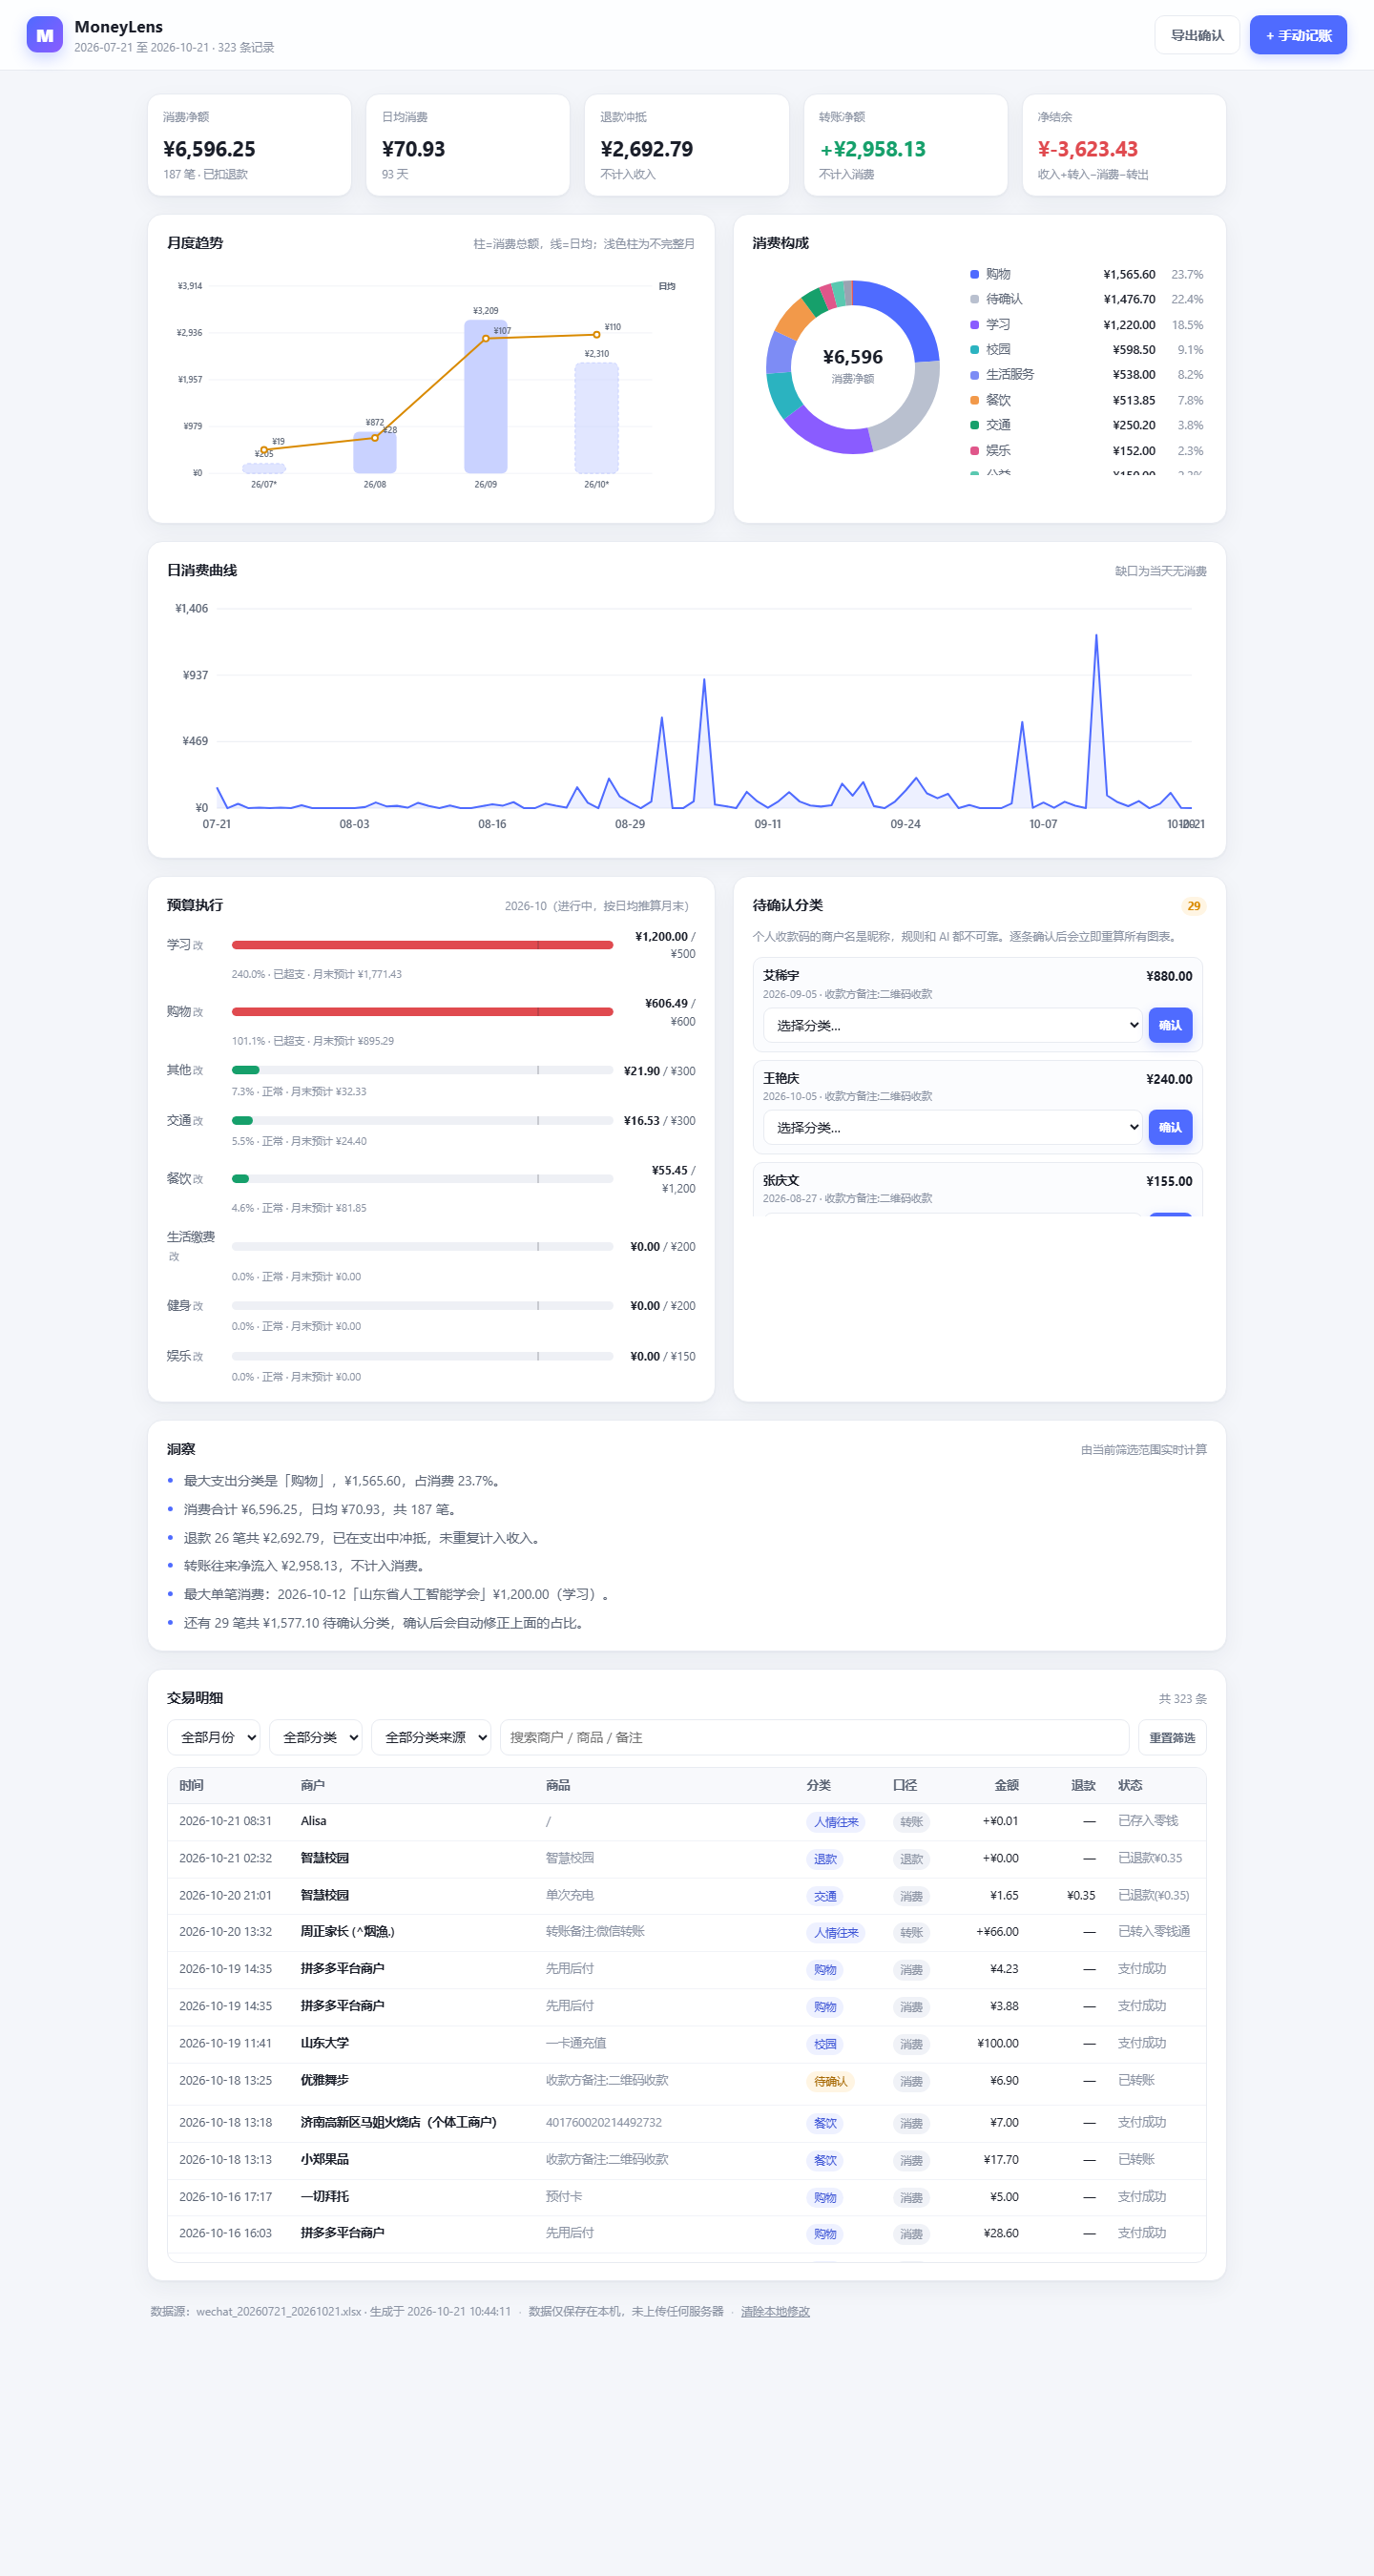 M
MoneyLens
2026-07-21 至 2026-10-21 · 323 条记录
导出确认
+ 手动记账
消费净额
¥6,596.25
187 笔 · 已扣退款
日均消费
¥70.93
93 天
退款冲抵
¥2,692.79
不计入收入
转账净额
+¥2,958.13
不计入消费
净结余
¥-3,623.43
收入+转入−消费−转出
月度趋势
柱=消费总额，线=日均；浅色柱为不完整月
¥3,914
日均
¥3,209
¥2,936
¥107
¥110
¥2,310
¥1,957
¥979
¥872
¥28
¥19
¥205
¥0
26/07*
26/08
26/09
26/10*
消费构成
¥6,596
消费净额
购物 ¥1,565.60 23.7%
待确认 ¥1,476.70 22.4%
学习 ¥1,220.00 18.5%
校园 ¥598.50 9.1%
生活服务 ¥538.00 8.2%
餐饮 ¥513.85 7.8%
交通 ¥250.20 3.8%
娱乐 ¥152.00 2.3%
日消费曲线
缺口为当天无消费
¥1,406
¥937
¥469
¥0
07-21 08-03 08-16 08-29 09-11 09-24 10-07 10-20 10-21
预算执行
2026-10（进行中，按日均推算月末）
学习 改 ¥1,200.00 /
¥500
240.0% · 已超支 · 月末预计 ¥1,771.43
购物 改 ¥606.49 /
¥600
101.1% · 已超支 · 月末预计 ¥895.29
其他 改 ¥21.90 / ¥300
7.3% · 正常 · 月末预计 ¥32.33
交通 改 ¥16.53 / ¥300
5.5% · 正常 · 月末预计 ¥24.40
餐饮 改 ¥55.45 /
¥1,200
4.6% · 正常 · 月末预计 ¥81.85
生活缴费
改 ¥0.00 / ¥200
0.0% · 正常 · 月末预计 ¥0.00
健身 改 ¥0.00 / ¥200
0.0% · 正常 · 月末预计 ¥0.00
娱乐 改 ¥0.00 / ¥150
0.0% · 正常 · 月末预计 ¥0.00
待确认分类
29
个人收款码的商户名是昵称，规则和 AI 都不可靠。逐条确认后会立即重算所有图表。
艾稀宇 ¥880.00
2026-09-05 · 收款方备注:二维码收款
选择分类... 确认
王艳庆 ¥240.00
2026-10-05 · 收款方备注:二维码收款
选择分类... 确认
张庆文 ¥155.00
2026-08-27 · 收款方备注:二维码收款
洞察
由当前筛选范围实时计算
最大支出分类是「购物」，¥1,565.60，占消费 23.7%。
消费合计 ¥6,596.25，日均 ¥70.93，共 187 笔。
退款 26 笔共 ¥2,692.79，已在支出中冲抵，未重复计入收入。
转账往来净流入 ¥2,958.13，不计入消费。
最大单笔消费：2026-10-12「山东省人工智能学会」¥1,200.00（学习）。
还有 29 笔共 ¥1,577.10 待确认分类，确认后会自动修正上面的占比。
交易明细
共 323 条
全部月份 全部分类 全部分类来源 搜索商户 / 商品 / 备注 重置筛选
时间 商户 商品 分类 口径 金额 退款 状态
2026-10-21 08:31 Alisa / 人情往来 转账 +¥0.01 — 已存入零钱
2026-10-21 02:32 智慧校园 智慧校园 退款 退款 +¥0.00 — 已退款¥0.35
2026-10-20 21:01 智慧校园 单次充电 交通 消费 ¥1.65 ¥0.35 已退款(¥0.35)
2026-10-20 13:32 周正家长 (^烟渔.) 转账备注:微信转账 人情往来 转账 +¥66.00 — 已转入零钱通
2026-10-19 14:35 拼多多平台商户 先用后付 购物 消费 ¥4.23 — 支付成功
2026-10-19 14:35 拼多多平台商户 先用后付 购物 消费 ¥3.88 — 支付成功
2026-10-19 11:41 山东大学 一卡通充值 校园 消费 ¥100.00 — 支付成功
2026-10-18 13:25 优雅舞步 收款方备注:二维码收款 待确认 消费 ¥6.90 — 已转账
2026-10-18 13:18 济南高新区马姐火烧店（个体工商户） 401760020214492732 餐饮 消费 ¥7.00 — 支付成功
2026-10-18 13:13 小郑果品 收款方备注:二维码收款 餐饮 消费 ¥17.70 — 已转账
2026-10-16 17:17 一切拜托 预付卡 购物 消费 ¥5.00 — 支付成功
2026-10-16 16:03 拼多多平台商户 先用后付 购物 消费 ¥28.60 — 支付成功
数据源：wechat_20260721_20261021.xlsx · 生成于 2026-10-21 10:44:11 · 数据仅保存在本机，未上传任何服务器 · 清除本地修改